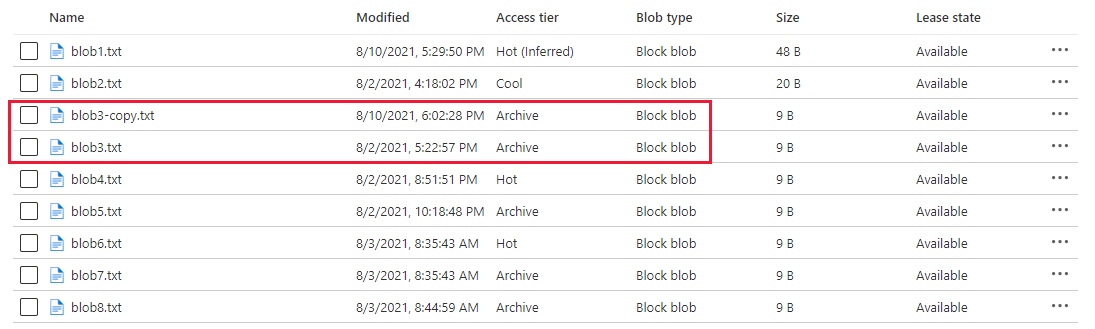 Name Modified Access tier Blob type Size Lease state
blob1.txt 8/10/2021, 5:29:50 PM Hot (Inferred) Block blob 48 B Available ...
blob2.txt 8/2/2021, 4:18:02 PM Cool Block blob 20 B Available ...
blob3-copy.txt 8/10/2021, 6:02:28 PM Archive Block blob 9 B Available ...
blob3.txt 8/2/2021, 5:22:57 PM Archive Block blob 9 B Available ...
blob4.txt 8/2/2021, 8:51:51 PM Hot Block blob 9 B Available ...
blob5.txt 8/2/2021, 10:18:48 PM Archive Block blob 9 B Available ...
blob6.txt 8/3/2021, 8:35:43 AM Hot Block blob 9 B Available ...
blob7.txt 8/3/2021, 8:35:43 AM Archive Block blob 9 B Available ...
blob8.txt 8/3/2021, 8:44:59 AM Archive Block blob 9 B Available ...